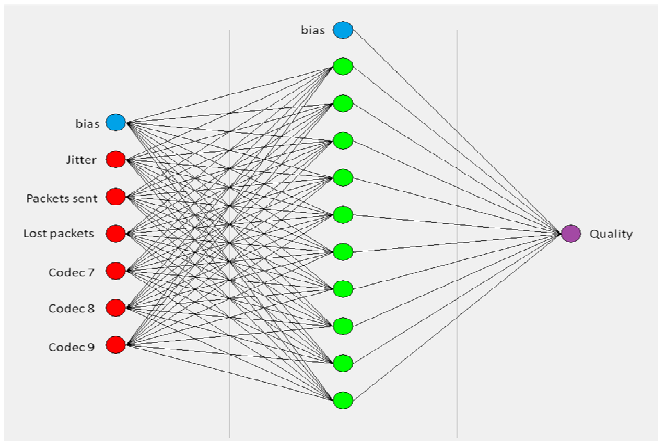 bias
bias
Jitter
Packets sent
Lost packets
Quality
Codec 7
Codec 8
Codec 9